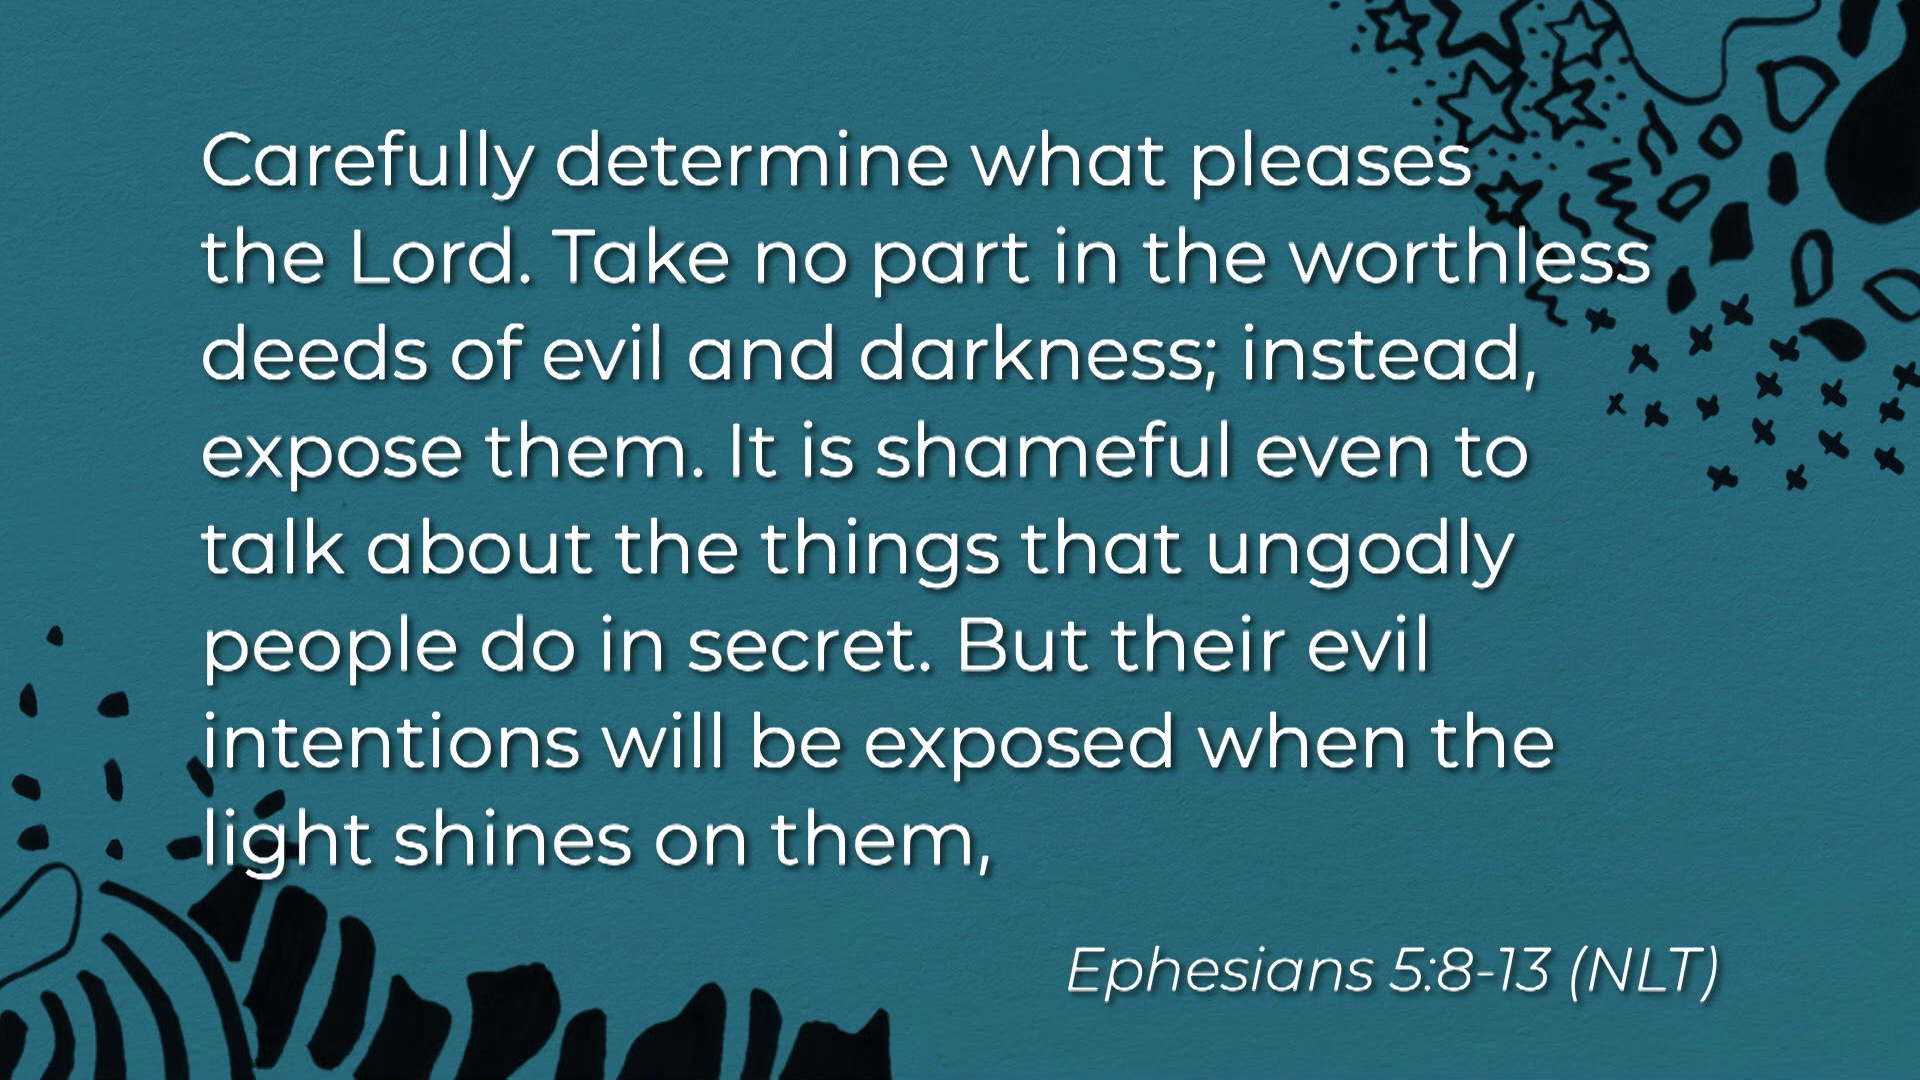 Carefully determine what pleases
the Lord. Take no part in the worthless
deeds of evil and darkness; instead,
expose them. It is shameful even to
talk about the things that ungodly
people do in secret. But their evil
intentions will be exposed when the
light shines on them,
Ephesians 5:8-13 (NLT)